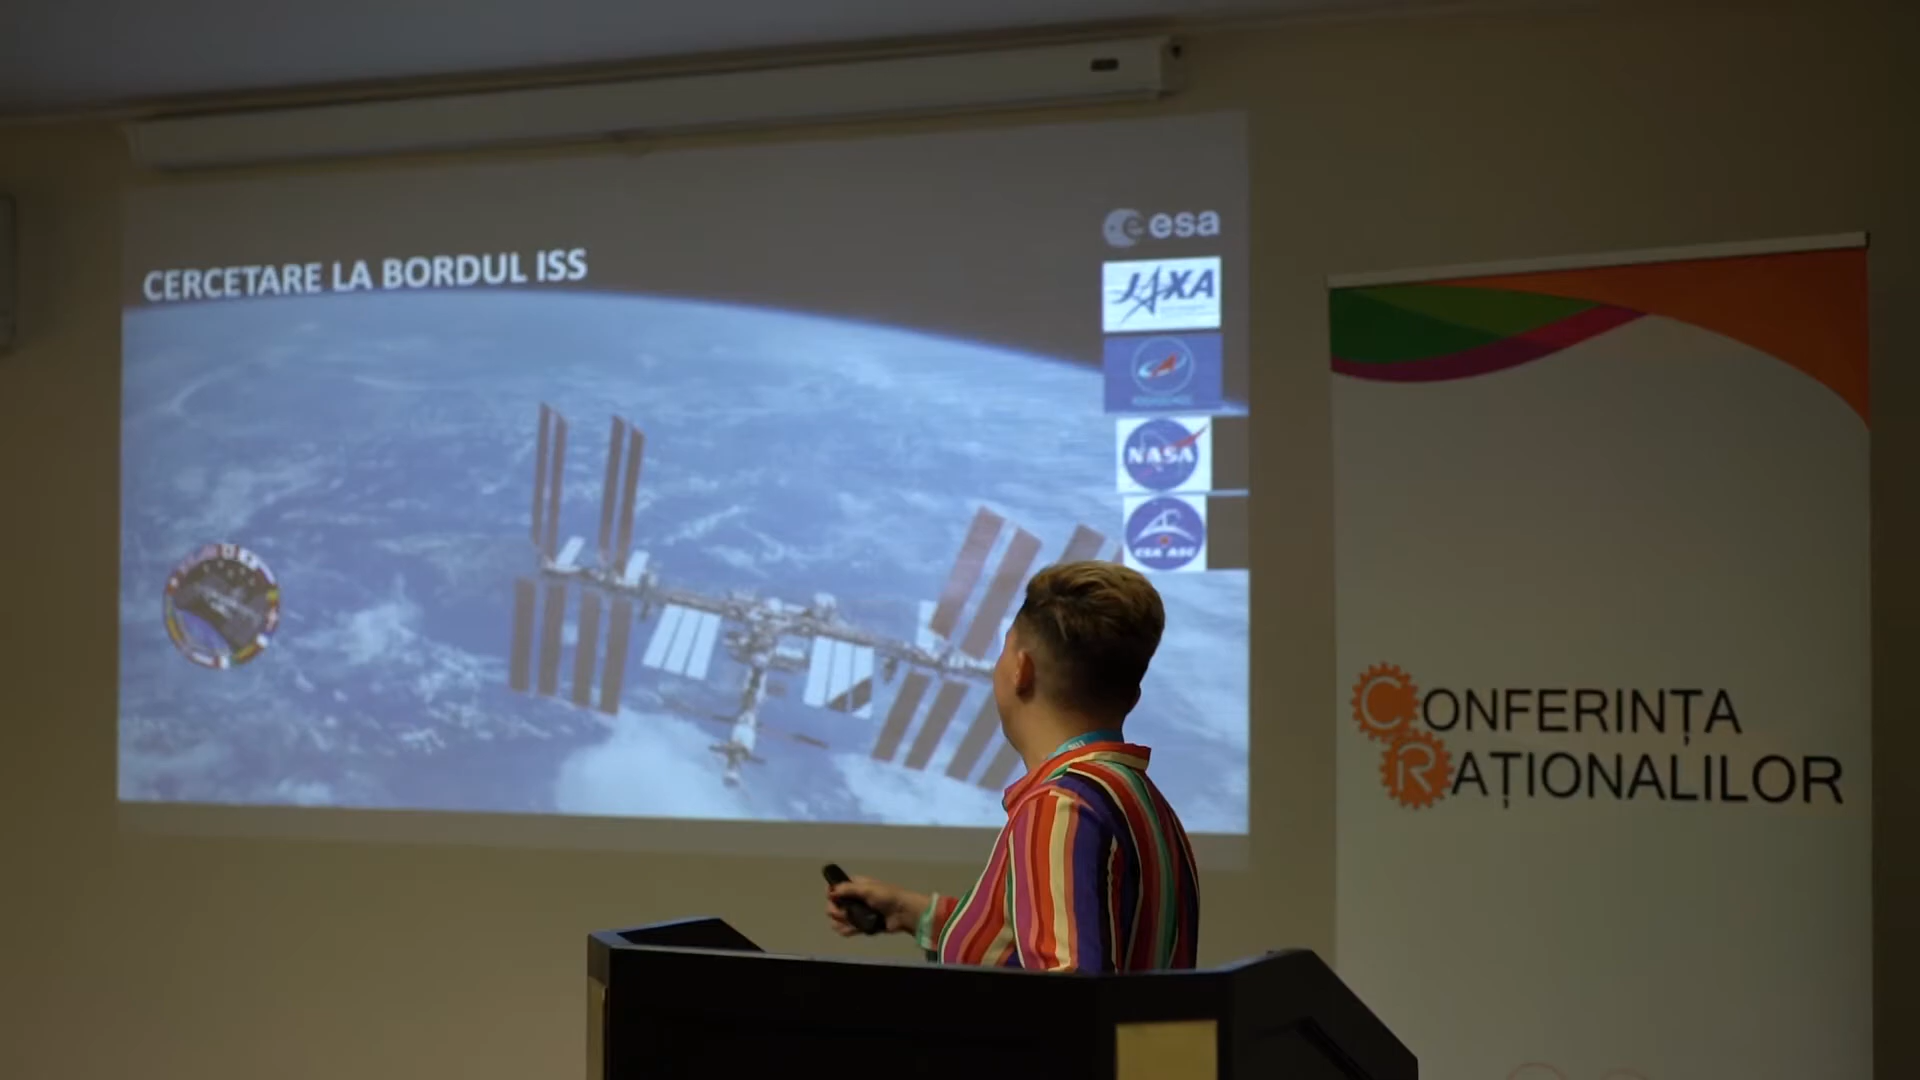 CERCETARE LA BORDUL ISS
esa
JAXA
NASA
CSA ASC
CONFERINȚA
RAȚIONALILOR